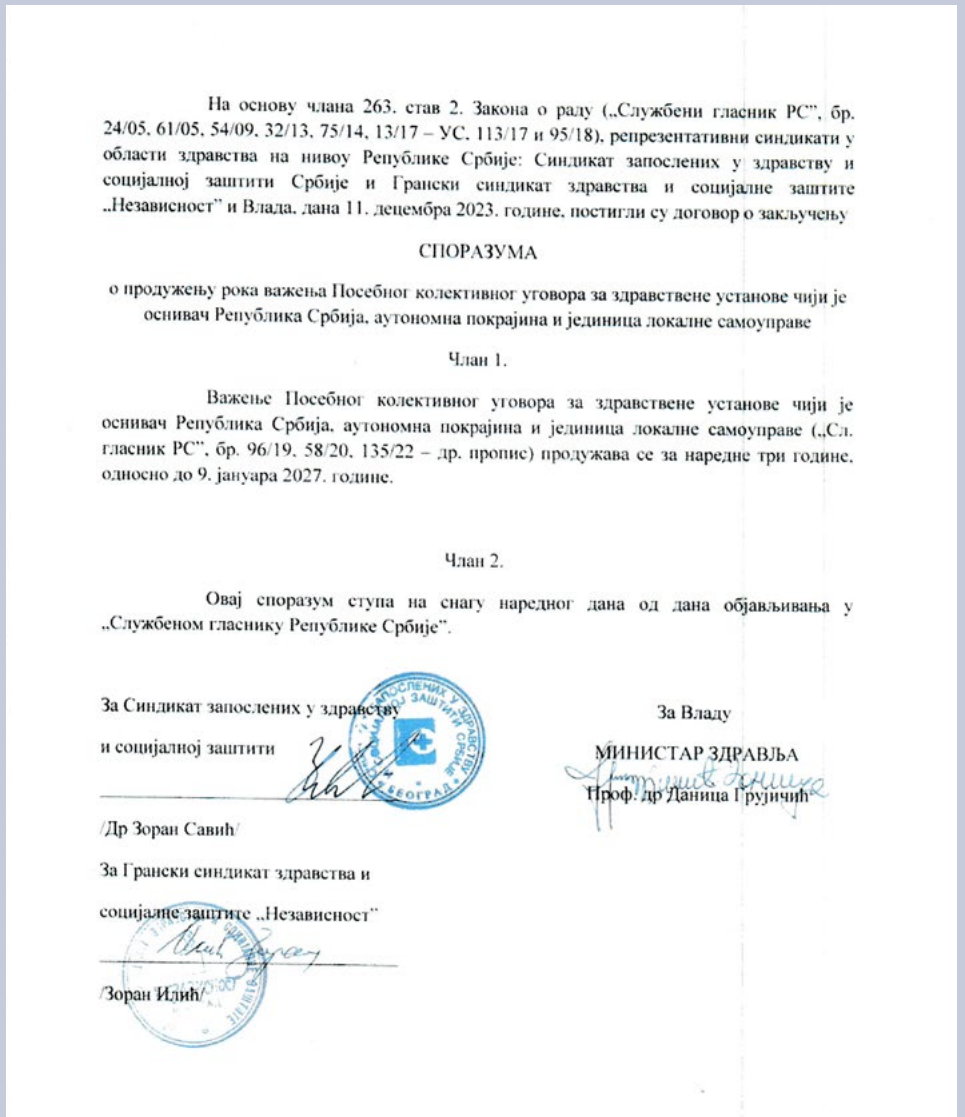 На основу члана 263. став 2. Закона о раду („Службени гласник РС”, бр.
24/05, 61/05, 54/09, 32/13, 75/14, 13/17 – УС, 113/17 и 95/18), репрезентативни синдикати у
области здравства на нивоу Републике Србије: Синдикат запослених у здравству и
социјалној заштити Србије и Грански синдикат здравства и социјалне заштите
„Независност” и Влада, дана 11. децембра 2023. године, постигли су договор о закључењу
СПОРАЗУМА
о продужењу рока важења Посебног колективног уговора за здравствене установе чији је
оснивач Република Србија, аутономна покрајина и јединица локалне самоуправе
Члан 1.
Важење Посебног колективног уговора за здравствене установе чији је
оснивач Република Србија, аутономна покрајина и јединица локалне самоуправе („Сл.
гласник РС”, бр. 96/19, 58/20, 135/22 – др. пропис) продужава се за наредне три године,
односно до 9. јануара 2027. године.
Члан 2.
Овај споразум ступа на снагу наредног дана од дана објављивања у
„Службеном гласнику Републике Србије”.
За Синдикат запослених у здравству
и социјалној заштити
/Др Зоран Савић/
За Грански синдикат здравства и
социјалне заштите „Независност”
/Зоран Илић/
За Владу
МИНИСТАР ЗДРАВЉА
Проф. др Даница Грујичић
ЗАПОСЛЕНИХ У ЗДРАВСТВУ
ЗАШТИТИ СРБИЈЕ
БЕОГРАД